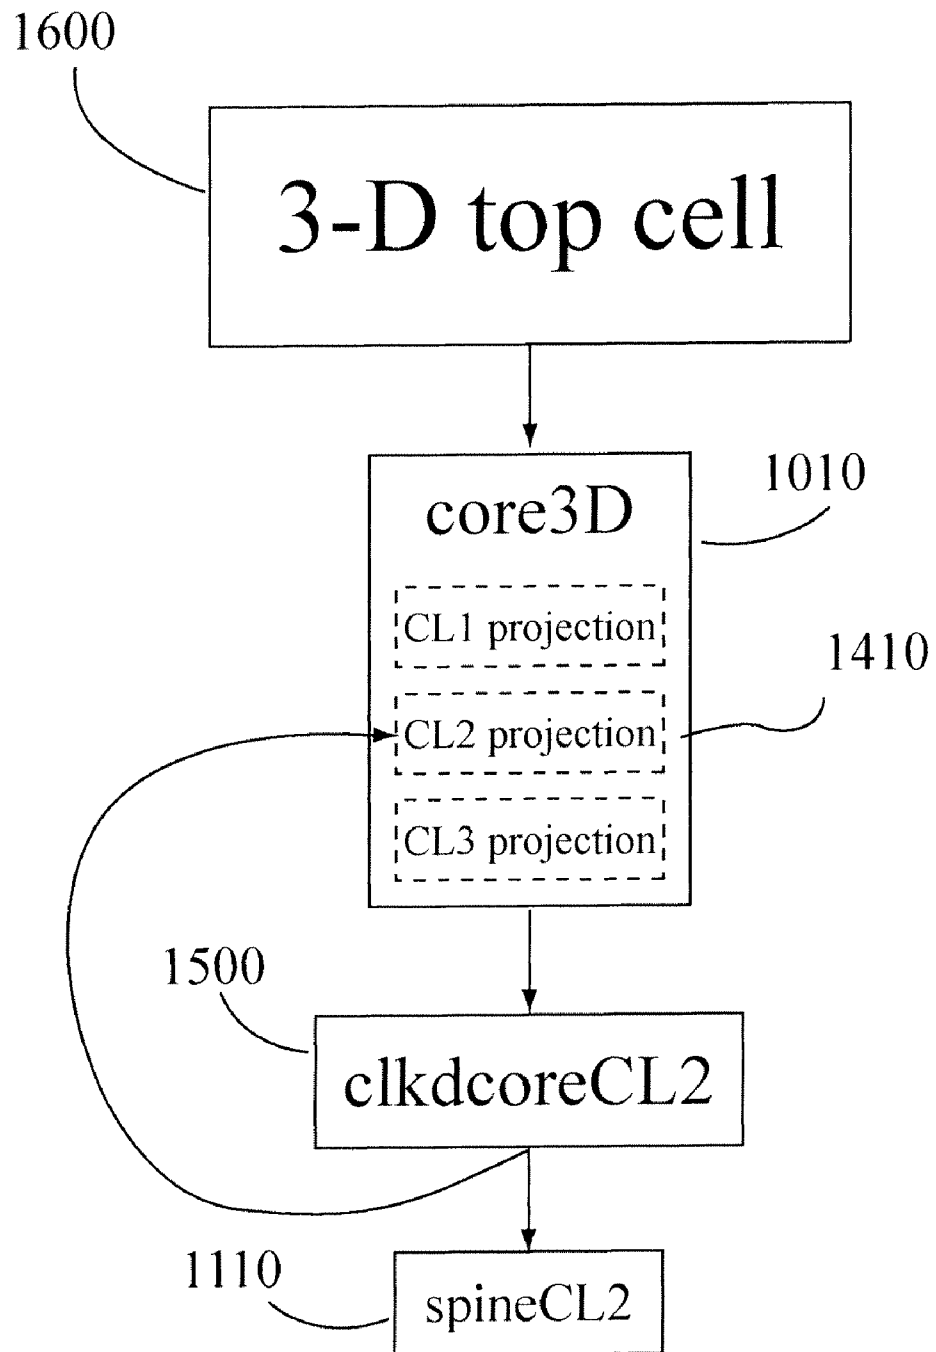 1600
3-D top cell
1010
core3D
CL1 projection
1410
CL2 projection
CL3 projection
1500
clkdcoreCL2
1110
spineCL2